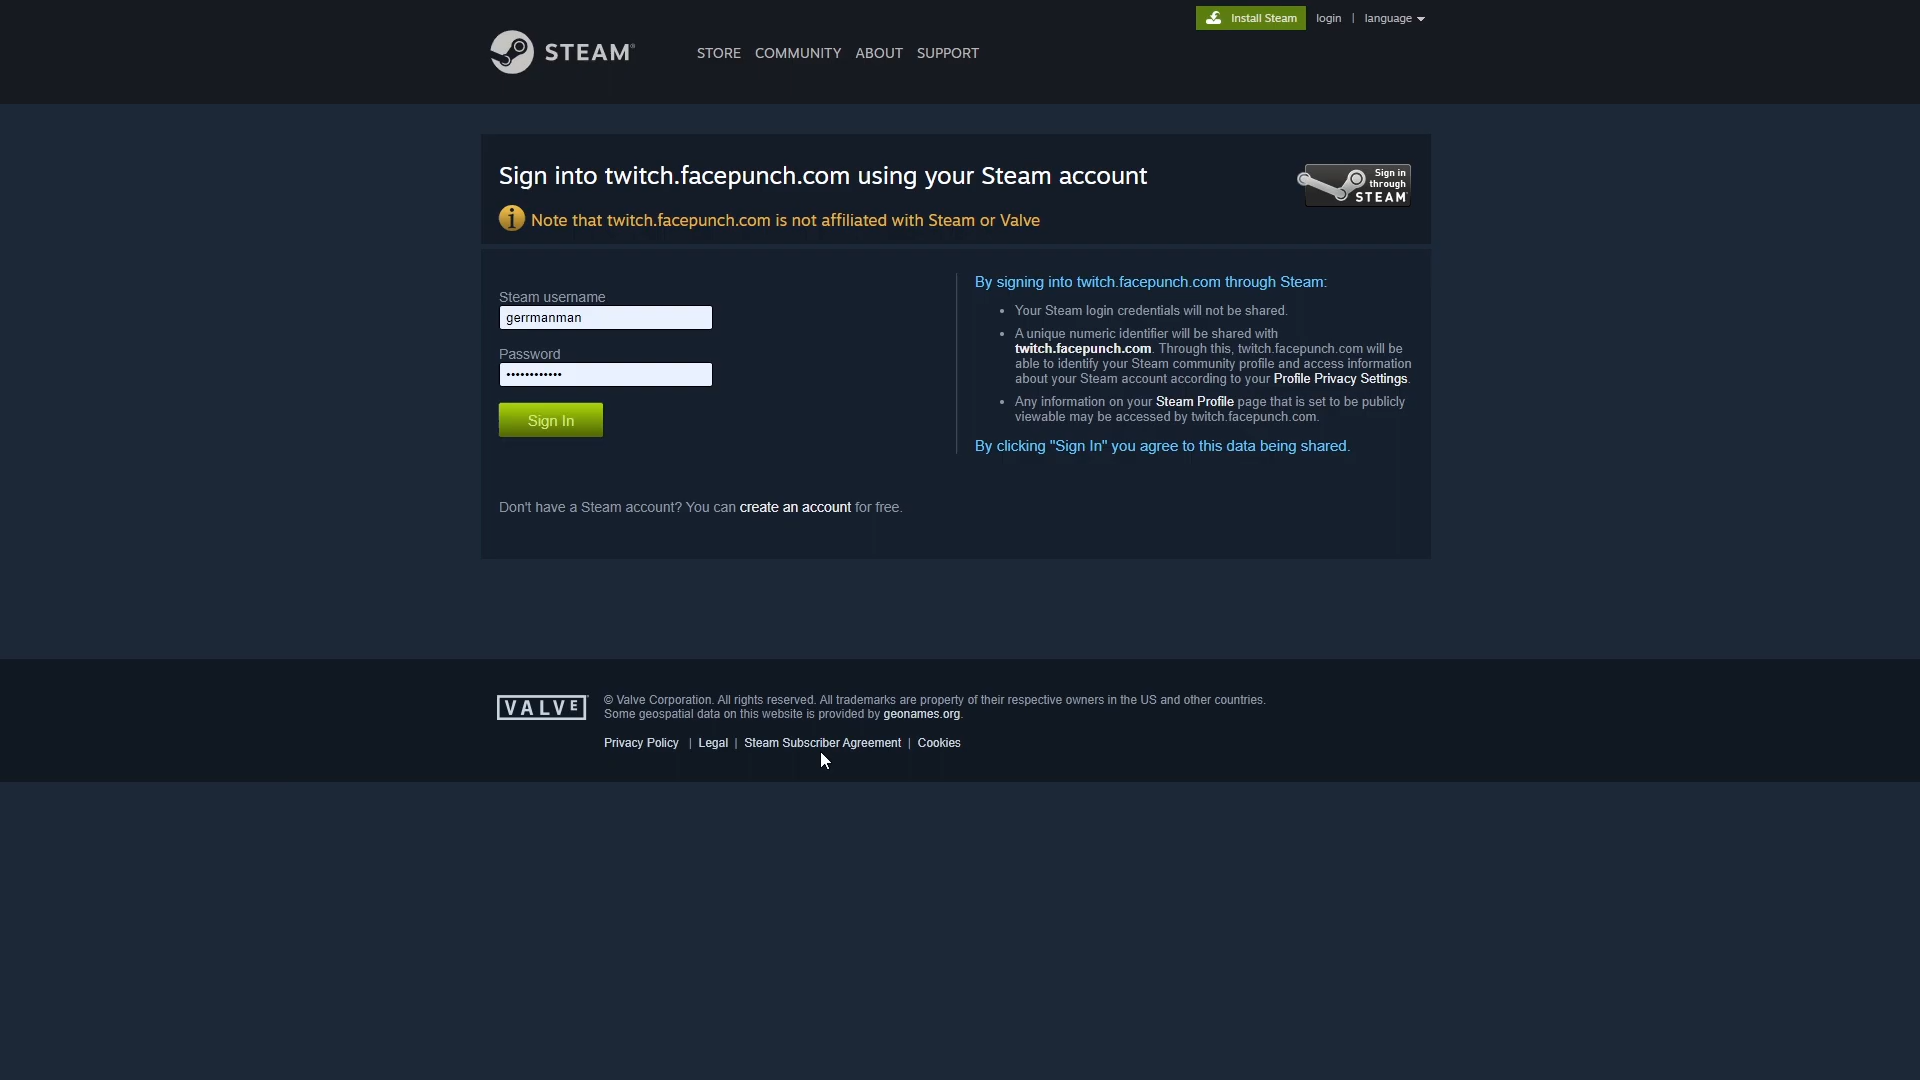 Install Steam login | language
STEAM® STORE COMMUNITY ABOUT SUPPORT
Sign into twitch.facepunch.com using your Steam account
Sign in
through
STEAM
Note that twitch.facepunch.com is not affiliated with Steam or Valve
Steam username
gerrmanman
Password
••••••••••••
Sign In
Don't have a Steam account? You can create an account for free.
By signing into twitch.facepunch.com through Steam:
• Your Steam login credentials will not be shared.
• A unique numeric identifier will be shared with
twitch.facepunch.com. Through this, twitch.facepunch.com will be
able to identify your Steam community profile and access information
about your Steam account according to your Profile Privacy Settings.
• Any information on your Steam Profile page that is set to be publicly
viewable may be accessed by twitch.facepunch.com.
By clicking "Sign In" you agree to this data being shared.
VALVE
© Valve Corporation. All rights reserved. All trademarks are property of their respective owners in the US and other countries.
Some geospatial data on this website is provided by geonames.org.
Privacy Policy | Legal | Steam Subscriber Agreement | Cookies